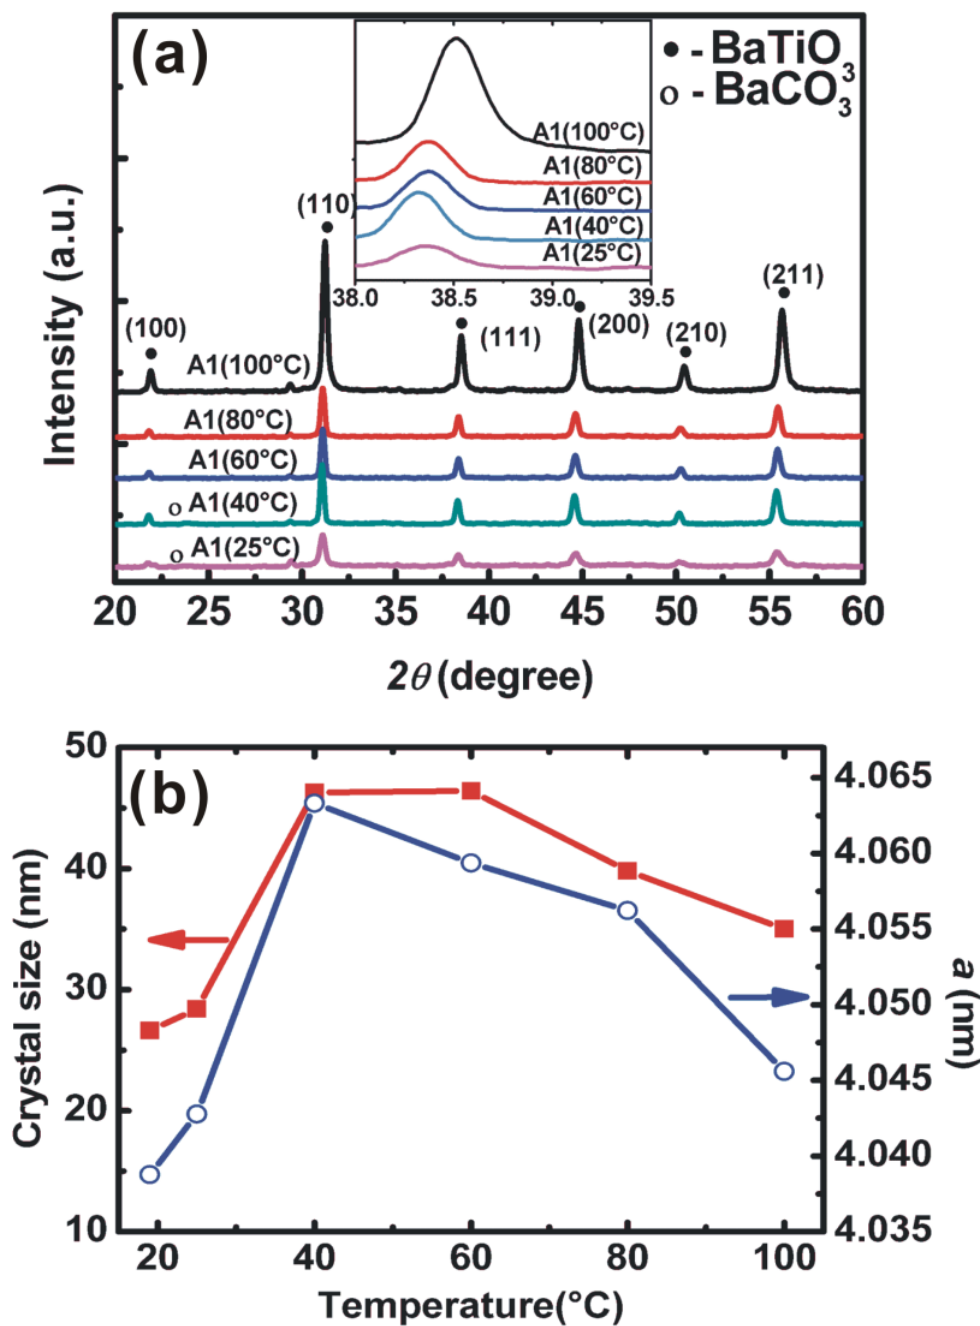 (a)
● - BaTiO3
o - BaCO3
A1(100°C)
A1(80°C)
A1(60°C)
A1(40°C)
A1(25°C)
38.0 38.5 39.0 39.5
(100)
(110)
(111)
(200)
(210)
(211)
A1(100°C)
A1(80°C)
A1(60°C)
o A1(40°C)
o A1(25°C)
Intensity (a.u.)
20 25 30 35 40 45 50 55 60
2θ (degree)
(b)
50
40
30
20
10
Crystal size (nm)
4.065
4.060
4.055
4.050
4.045
4.040
4.035
a (nm)
20 40 60 80 100
Temperature(°C)